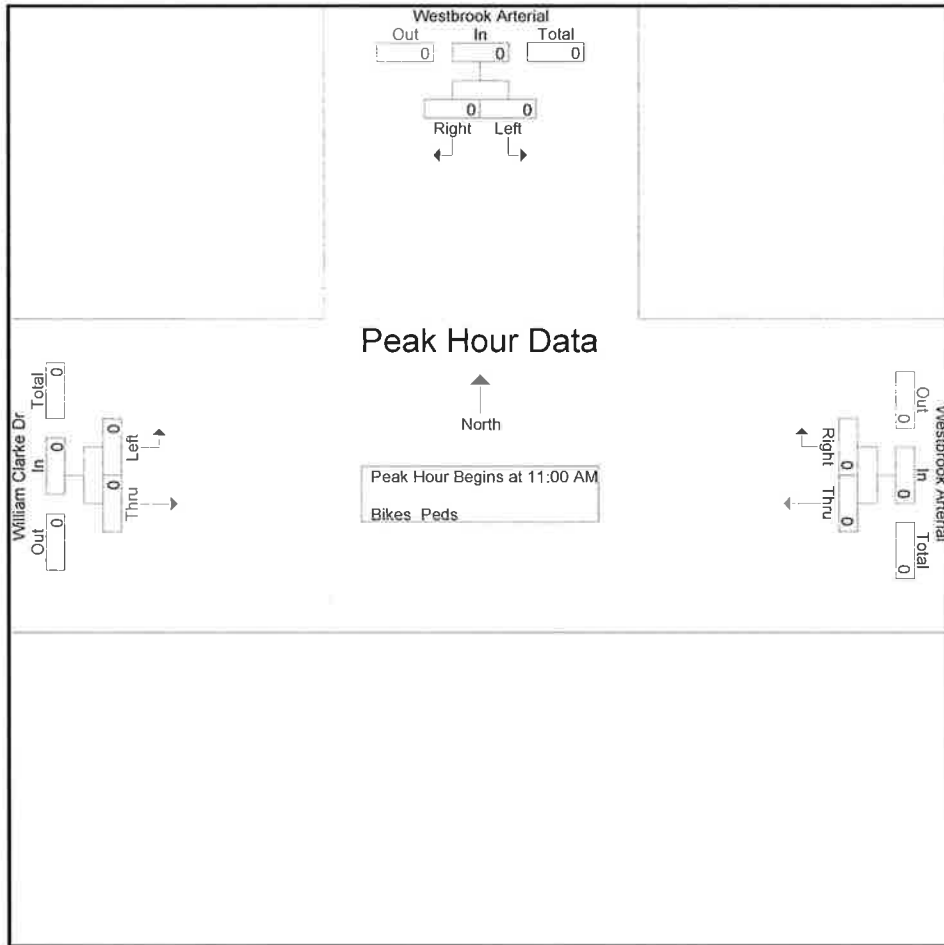 Westbrook Arterial
Out In Total
0 0 0
0 0
Right Left
Peak Hour Data
North
Peak Hour Begins at 11:00 AM
Bikes Peds
William Clarke Dr
Out In Total
0 0 0
Thru Left
0 0
Westbrook Arterial
Out In Total
0 0 0
Right Thru
0 0